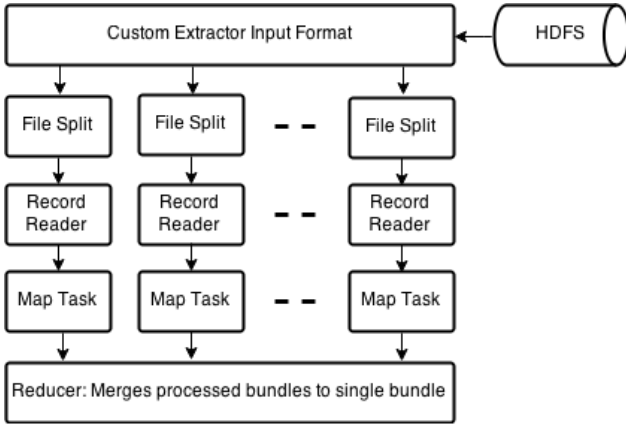 Custom Extractor Input Format
HDFS
File Split
File Split
File Split
Record
Reader
Record
Reader
Record
Reader
Map Task
Map Task
Map Task
Reducer: Merges processed bundles to single bundle